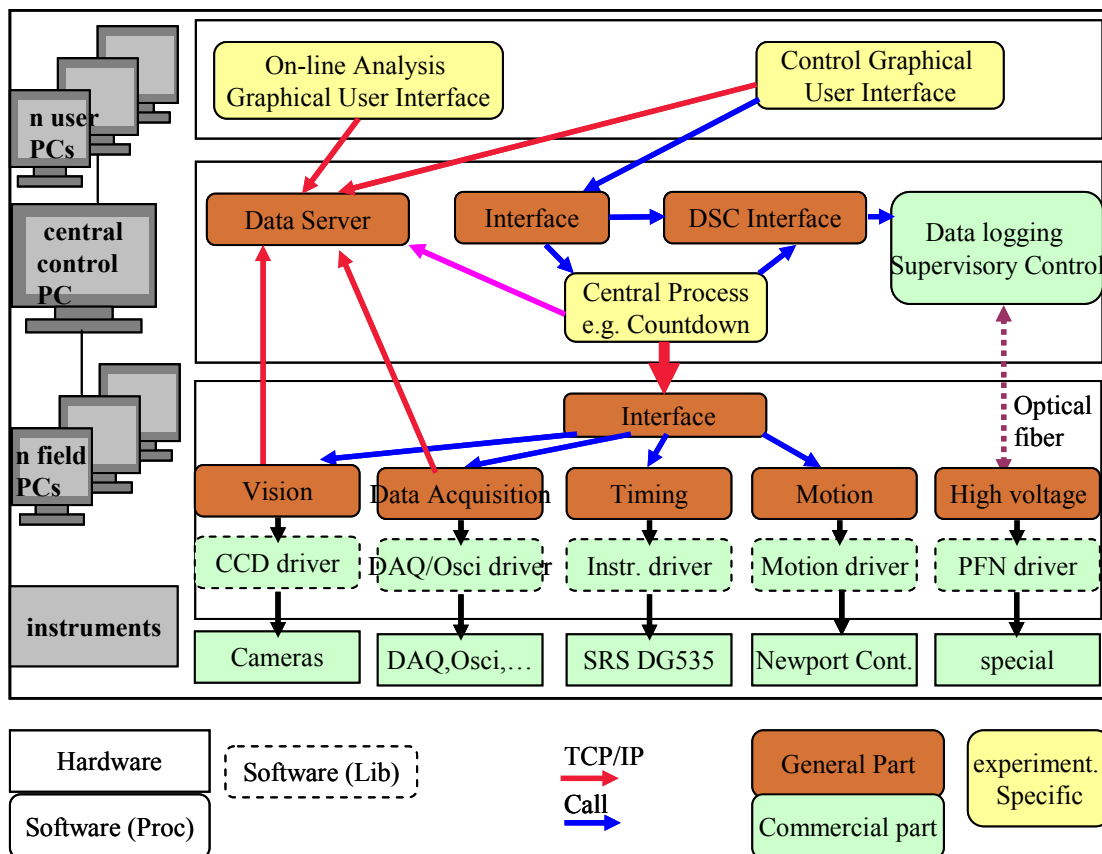 On-line Analysis
Graphical User Interface
Control Graphical
User Interface
n user
PCs
Data Server
Interface
DSC Interface
Data logging
Supervisory Control
central
control
PC
Central Process
e.g. Countdown
Interface
Optical
fiber
n field
PCs
Vision
Data Acquisition
Timing
Motion
High voltage
CCD driver
DAQ/Osci driver
Instr. driver
Motion driver
PFN driver
instruments
Cameras
DAQ,Osci,…
SRS DG535
Newport Cont.
special
Hardware
Software (Proc)
Software (Lib)
TCP/IP
Call
General Part
Commercial part
experiment.
Specific